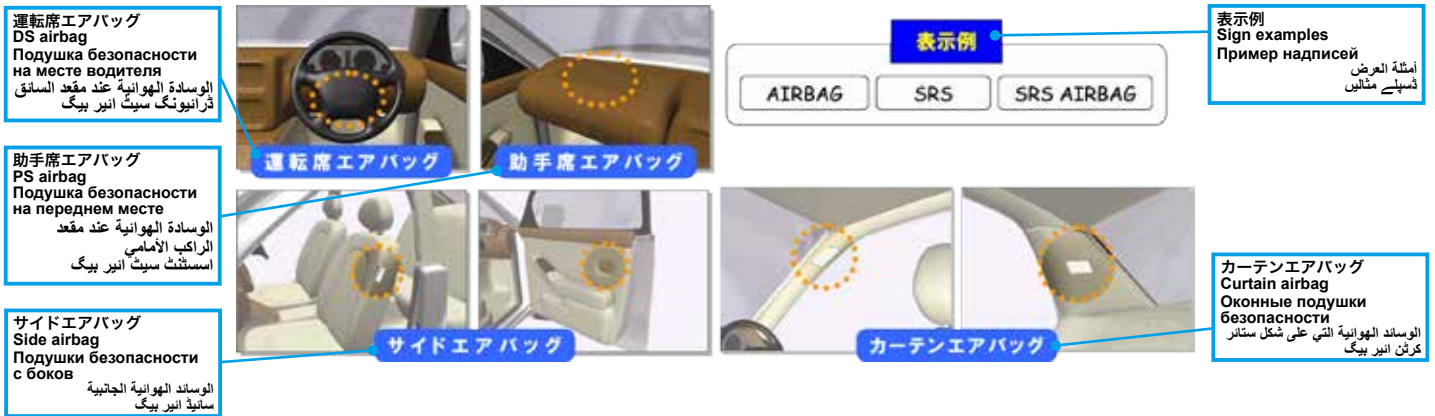 運転席エアバッグ
DS airbag
Подушка безопасности
на месте водителя
الوسادة الهوائية عند مقعد السائق
ڈرائیونگ سیٹ ائیر بیگ
助手席エアバッグ
PS airbag
Подушка безопасности
на переднем месте
الوسادة الهوائية عند مقعد
الراكب الأمامي
اسسٹنٹ سیٹ ائیر بیگ
サイドエアバッグ
Side airbag
Подушки безопасности
с боков
الوسائد الهوائية الجانبية
سائیڈ ائیر بیگ
運転席エアバッグ
助手席エアバッグ
サイドエアバッグ
表示例
AIRBAG
SRS
SRS AIRBAG
カーテンエアバッグ
表示例
Sign examples
Пример надписей
أمثلة العرض
ڈسپلے مثالیں
カーテンエアバッグ
Curtain airbag
Оконные подушки
безопасности
الوسائد الهوائية التي على شكل ستائر
کرٹن ائیر بیگ